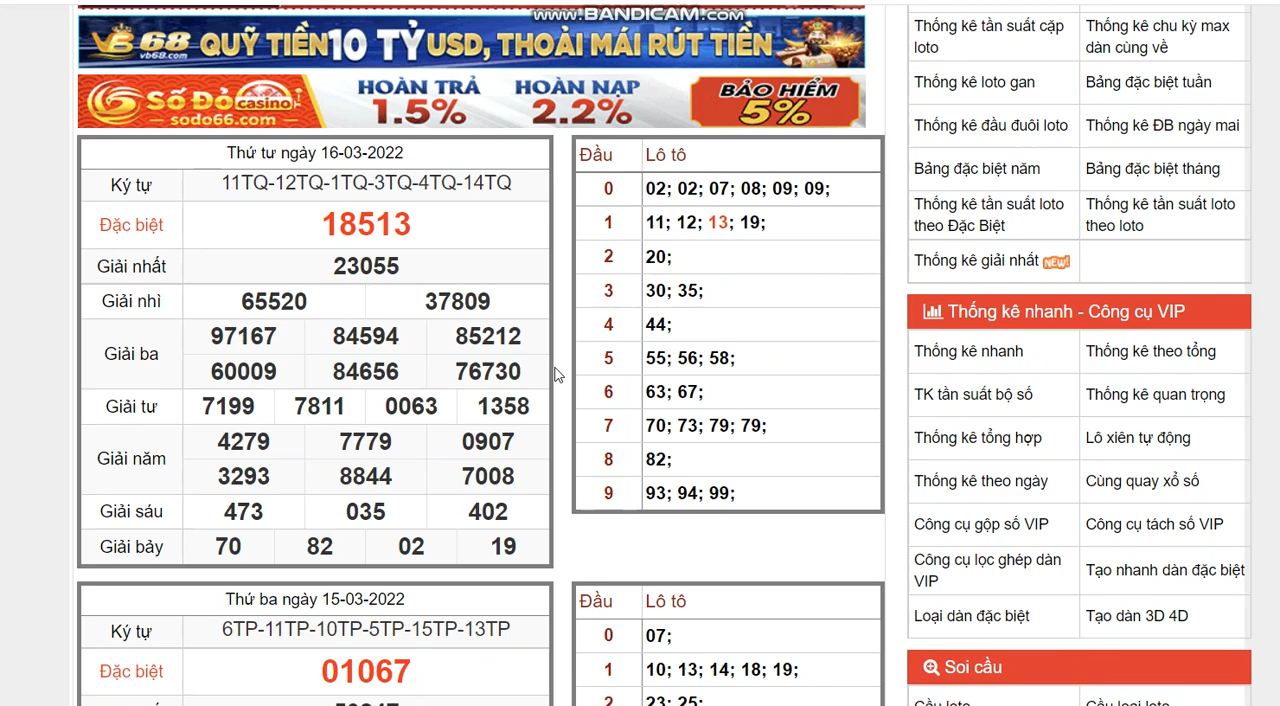 www.BANDICAM.com
VB68 QUỸ TIỀN 10 TỶ USD, THOẢI MÁI RÚT TIỀN
vb68.com
SỐ ĐỎ casino HOÀN TRẢ 1.5% HOÀN NẠP 2.2% BẢO HIỂM 5%
sodo66.com
Thứ tư ngày 16-03-2022
Ký tự 11TQ-12TQ-1TQ-3TQ-4TQ-14TQ
Đặc biệt 18513
Giải nhất 23055
Giải nhì 65520 37809
Giải ba 97167 84594 85212
60009 84656 76730
Giải tư 7199 7811 0063 1358
Giải năm 4279 7779 0907
3293 8844 7008
Giải sáu 473 035 402
Giải bảy 70 82 02 19
Đầu Lô tô
0 02; 02; 07; 08; 09; 09;
1 11; 12; 13; 19;
2 20;
3 30; 35;
4 44;
5 55; 56; 58;
6 63; 67;
7 70; 73; 79; 79;
8 82;
9 93; 94; 99;
Thứ ba ngày 15-03-2022
Ký tự 6TP-11TP-10TP-5TP-15TP-13TP
Đặc biệt 01067
Đầu Lô tô
0 07;
1 10; 13; 14; 18; 19;
2 23; 25;
Thống kê tần suất cặp loto
Thống kê chu kỳ max dàn cùng về
Thống kê loto gan
Bảng đặc biệt tuần
Thống kê đầu đuôi loto
Thống kê ĐB ngày mai
Bảng đặc biệt năm
Bảng đặc biệt tháng
Thống kê tần suất loto theo Đặc Biệt
Thống kê tần suất loto theo loto
Thống kê giải nhất NEW!
Thống kê nhanh - Công cụ VIP
Thống kê nhanh
Thống kê theo tổng
TK tần suất bộ số
Thống kê quan trọng
Thống kê tổng hợp
Lô xiên tự động
Thống kê theo ngày
Cùng quay xổ số
Công cụ gộp số VIP
Công cụ tách số VIP
Công cụ lọc ghép dàn VIP
Tạo nhanh dàn đặc biệt
Loại dàn đặc biệt
Tạo dàn 3D 4D
Soi cầu
Cầu loto
Cầu loại loto